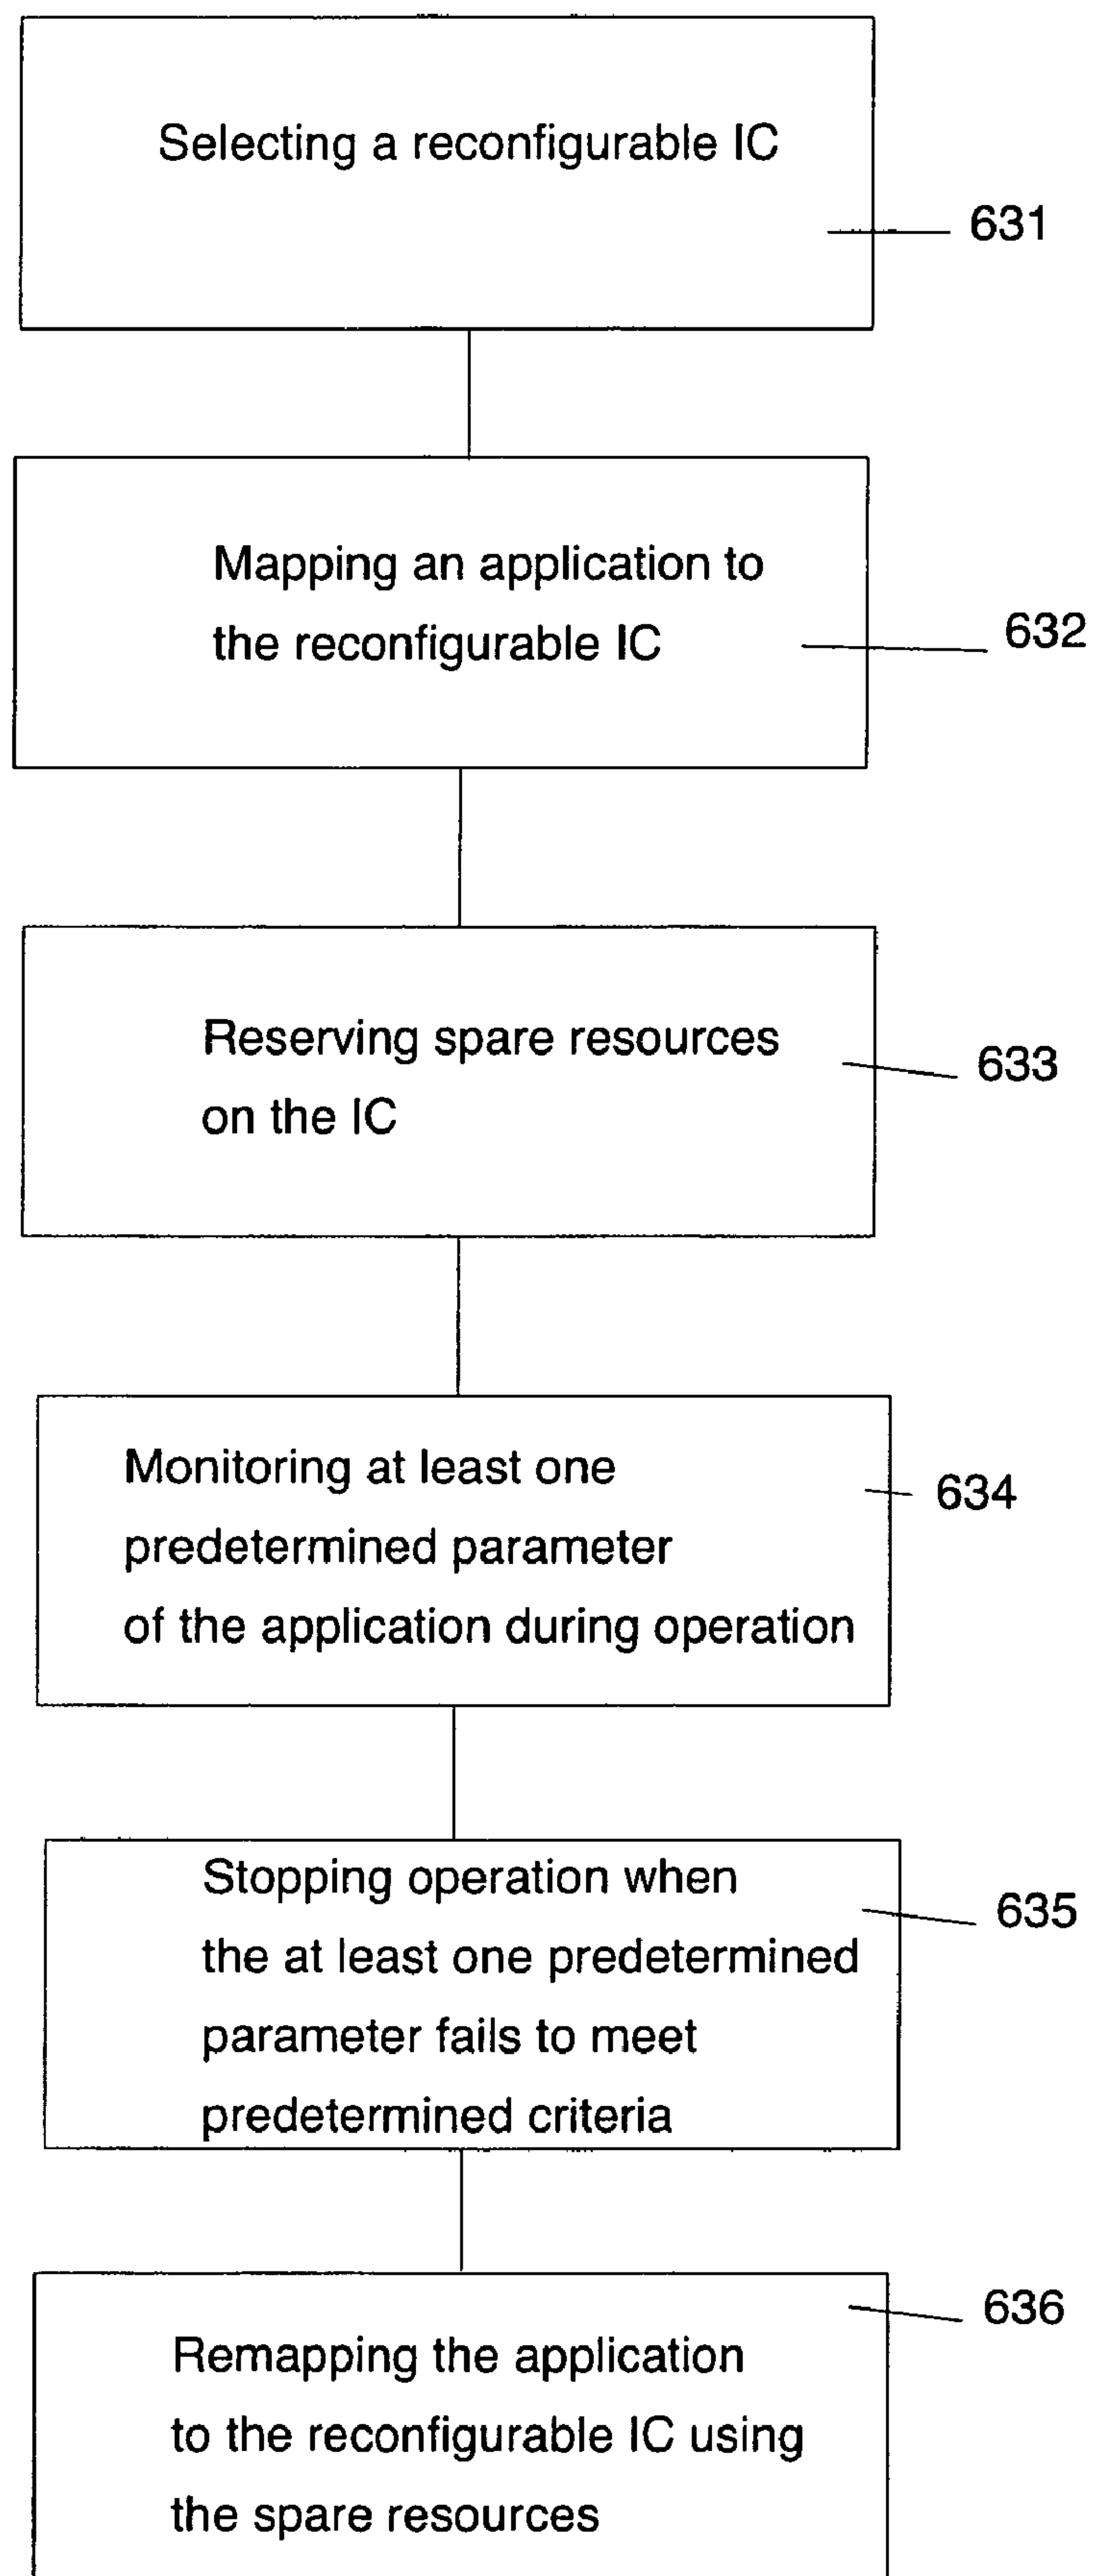 Selecting a reconfigurable IC
631
Mapping an application to
the reconfigurable IC
632
Reserving spare resources
on the IC
633
Monitoring at least one
predetermined parameter
of the application during operation
634
Stopping operation when
the at least one predetermined
parameter fails to meet
predetermined criteria
635
636
Remapping the application
to the reconfigurable IC using
the spare resources